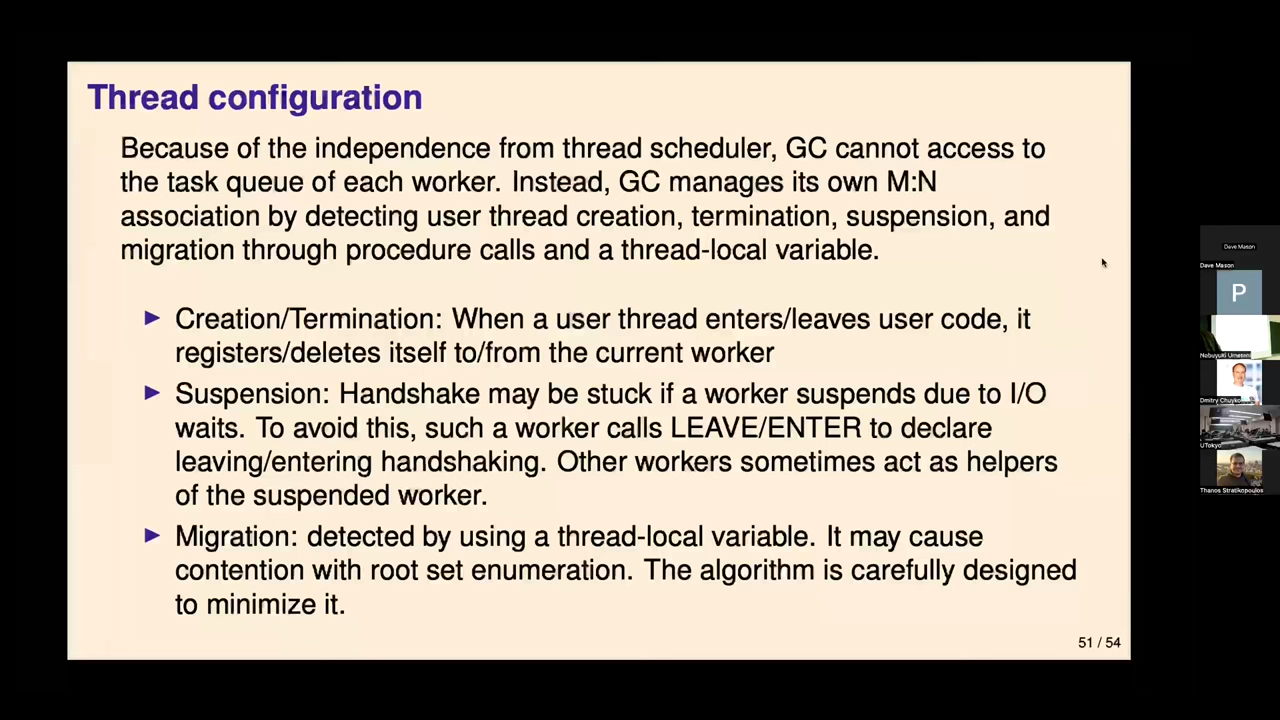 Thread configuration
Because of the independence from thread scheduler, GC cannot access to
the task queue of each worker. Instead, GC manages its own M:N
association by detecting user thread creation, termination, suspension, and
migration through procedure calls and a thread-local variable.
▶ Creation/Termination: When a user thread enters/leaves user code, it
registers/deletes itself to/from the current worker
▶ Suspension: Handshake may be stuck if a worker suspends due to I/O
waits. To avoid this, such a worker calls LEAVE/ENTER to declare
leaving/entering handshaking. Other workers sometimes act as helpers
of the suspended worker.
▶ Migration: detected by using a thread-local variable. It may cause
contention with root set enumeration. The algorithm is carefully designed
to minimize it.
51 / 54
Dave Mason
Dave Mason
P
Dmitry
UTokyo
Thanos Stratikopoulos